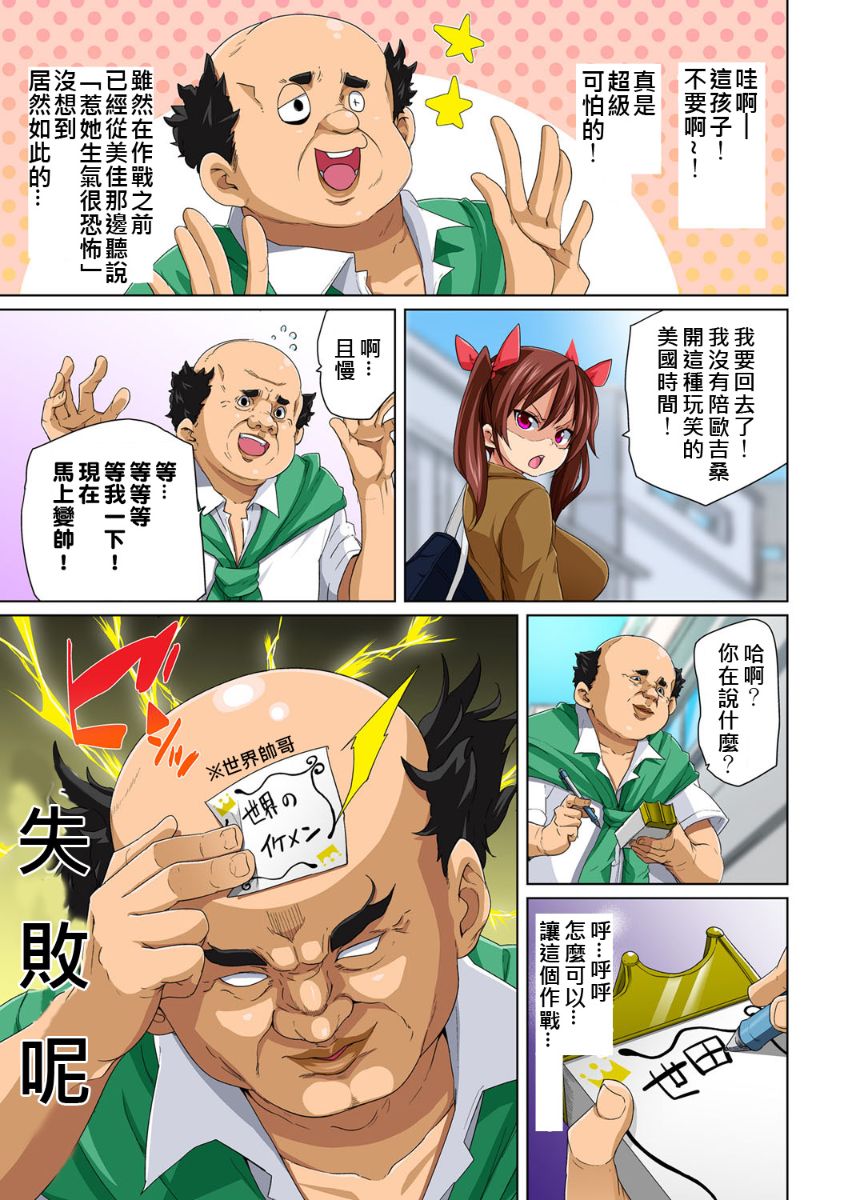 哇啊─
這孩子！
不要啊~！
真是
超級
可怕的！
雖然在作戰之前
已經從美佳那邊聽說
「惹她生氣很恐怖」
沒想到
居然如此的…
我要回去了！
我沒有陪歐吉桑
開這種玩笑的
美國時間！
啊…
且慢
等…
等等等
等我一下！
現在
馬上變帥！
哈啊？
你在說什麼？
呼…呼呼
怎麼可以…
讓這個作戰…
世
ビシッ
※世界帥哥
世界の
イケメン
失敗呢